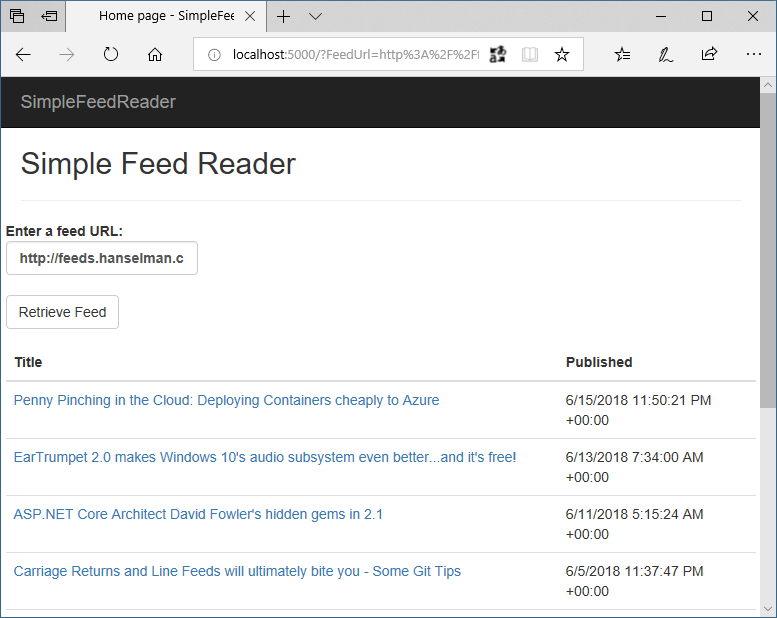 Home page - SimpleFee
localhost:5000/?FeedUrl=http%3A%2F%2Ff
SimpleFeedReader
Simple Feed Reader
Enter a feed URL:
http://feeds.hanselman.c
Retrieve Feed
Title Published
Penny Pinching in the Cloud: Deploying Containers cheaply to Azure 6/15/2018 11:50:21 PM
+00:00
EarTrumpet 2.0 makes Windows 10's audio subsystem even better...and it's free! 6/13/2018 7:34:00 AM
+00:00
ASP.NET Core Architect David Fowler's hidden gems in 2.1 6/11/2018 5:15:24 AM
+00:00
Carriage Returns and Line Feeds will ultimately bite you - Some Git Tips 6/5/2018 11:37:47 PM
+00:00